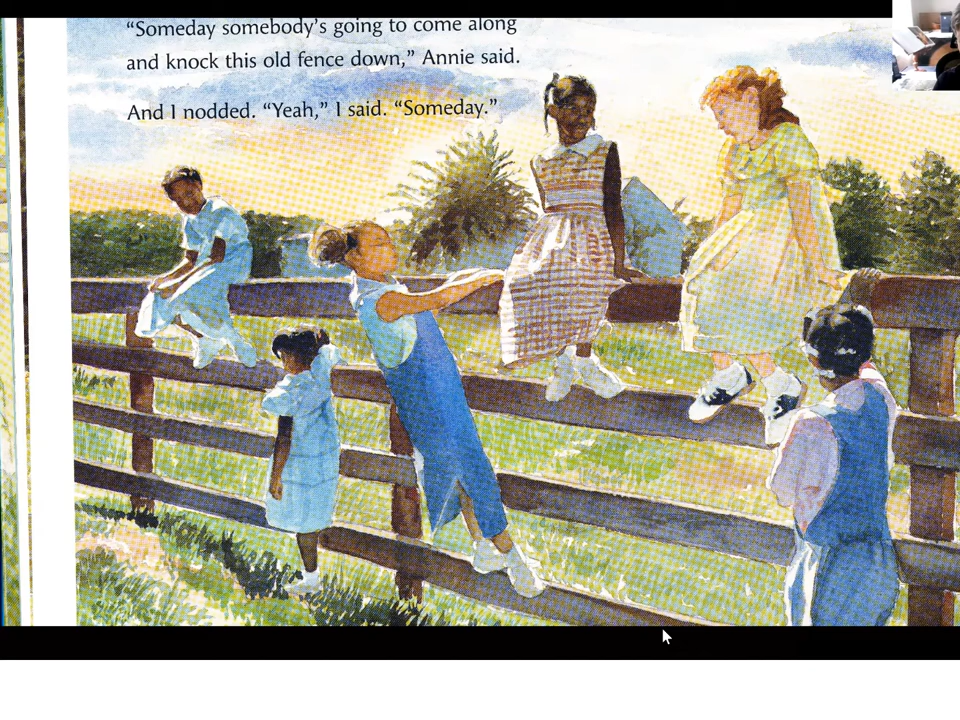 “Someday somebody’s going to come along
and knock this old fence down,” Annie said.
And I nodded. “Yeah,” I said. “Someday.”